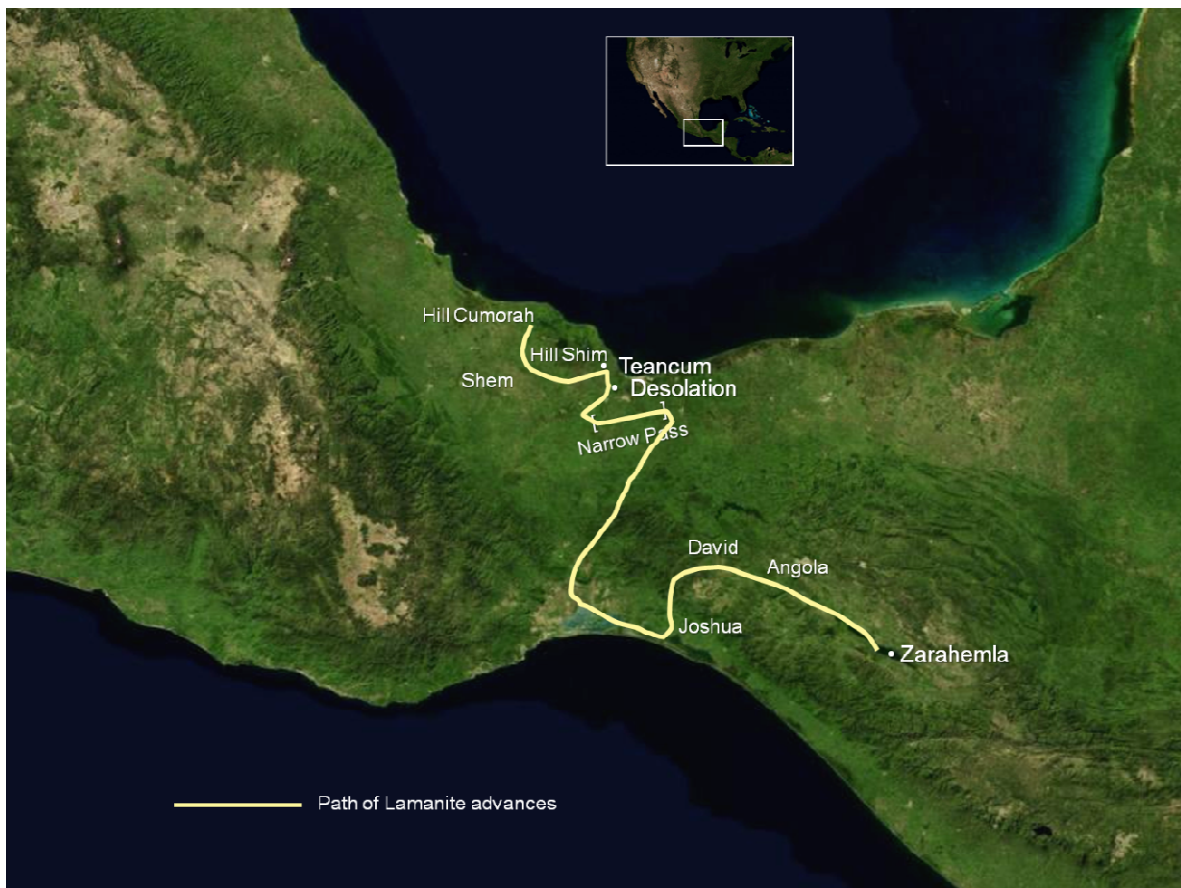 Hill Cumorah
Hill Shim
Teancum
Shem
Desolation
Narrow Pass
David
Angola
Joshua
Zarahemla
Path of Lamanite advances